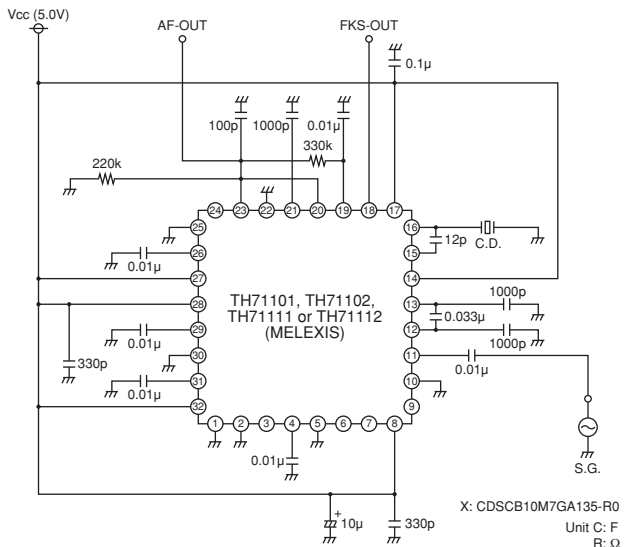 Vcc (5.0V)
AF-OUT
FKS-OUT
0.1μ
100p
1000p
0.01μ
330k
220k
24
23
22
21
20
19
18
17
25
26
27
28
29
30
31
32
16
15
14
13
12
11
10
9
1
2
3
4
5
6
7
8
0.01μ
12p
C.D.
TH71101, TH71102,
TH71111 or TH71112
(MELEXIS)
1000p
0.033μ
1000p
0.01μ
330p
0.01μ
0.01μ
0.01μ
S.G.
+
10μ
330p
X: CDSCB10M7GA135-R0
Unit C: F
R: Ω